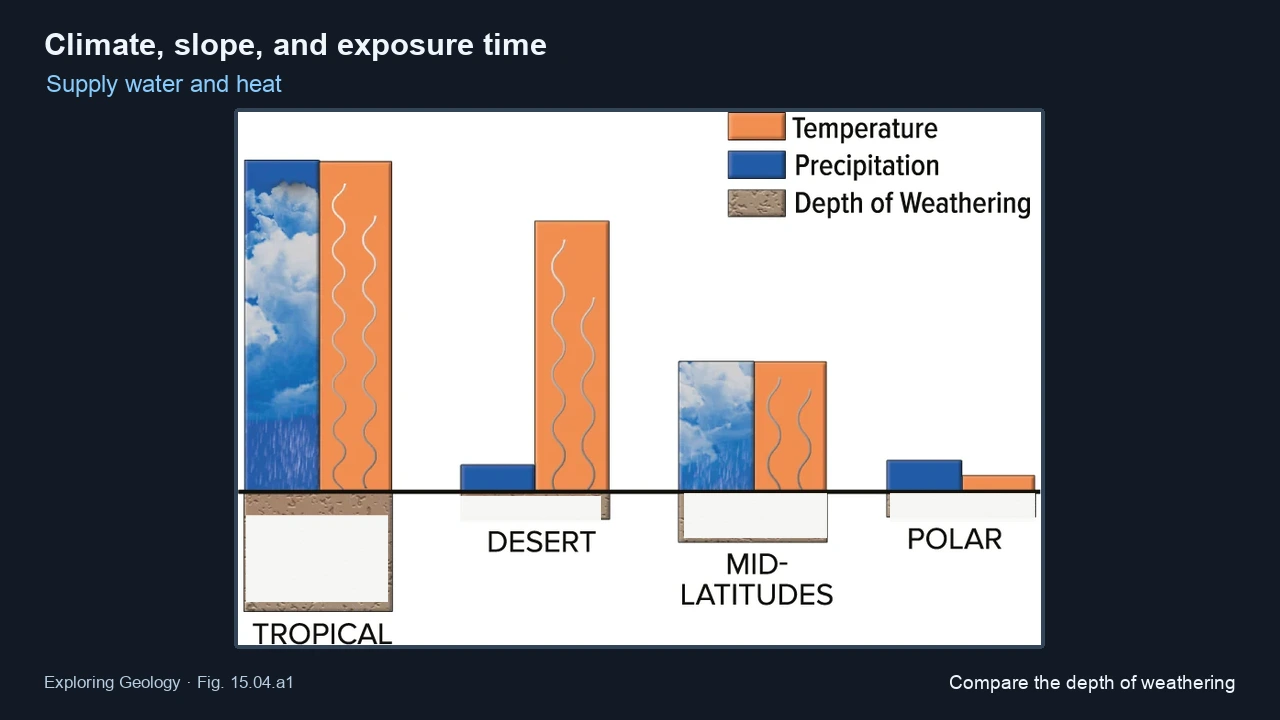 Climate, slope, and exposure time
Supply water and heat
Temperature
Precipitation
Depth of Weathering
DESERT
POLAR
MID-
LATITUDES
TROPICAL
Exploring Geology · Fig. 15.04.a1
Compare the depth of weathering